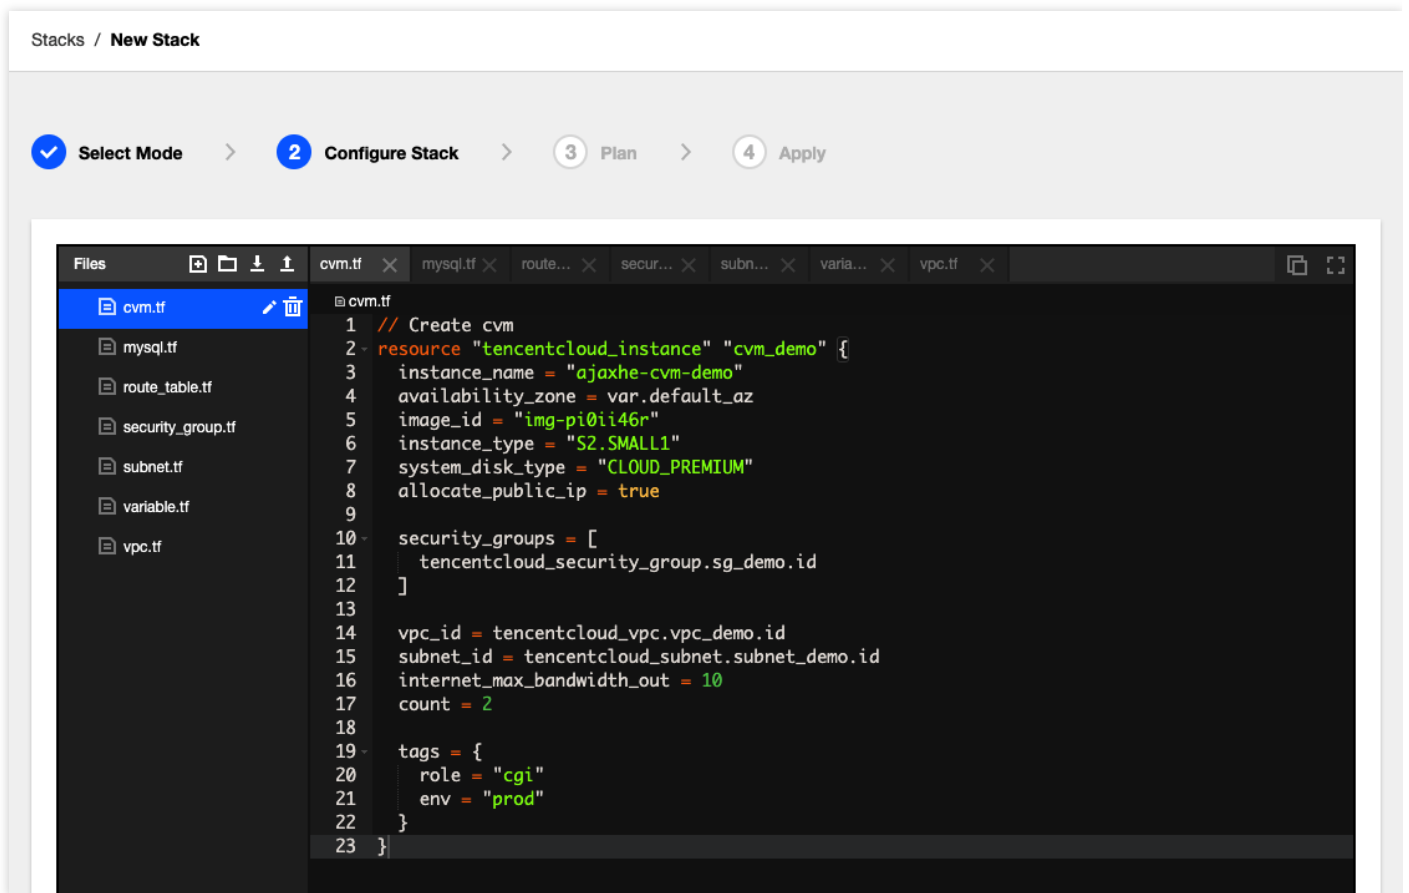 Stacks / New Stack
Select Mode
2 Configure Stack
3 Plan
4 Apply
Files
cvm.tf
mysql.tf
route...
secur...
subn...
varia...
vpc.tf
cvm.tf
mysql.tf
route_table.tf
security_group.tf
subnet.tf
variable.tf
vpc.tf
cvm.tf
1 // Create cvm
2 resource "tencentcloud_instance" "cvm_demo" {
3 instance_name = "ajaxhe-cvm-demo"
4 availability_zone = var.default_az
5 image_id = "img-pi0ii46r"
6 instance_type = "S2.SMALL1"
7 system_disk_type = "CLOUD_PREMIUM"
8 allocate_public_ip = true
9
10 security_groups = [
11 tencentcloud_security_group.sg_demo.id
12 ]
13
14 vpc_id = tencentcloud_vpc.vpc_demo.id
15 subnet_id = tencentcloud_subnet.subnet_demo.id
16 internet_max_bandwidth_out = 10
17 count = 2
18
19 tags = {
20 role = "cgi"
21 env = "prod"
22 }
23 }